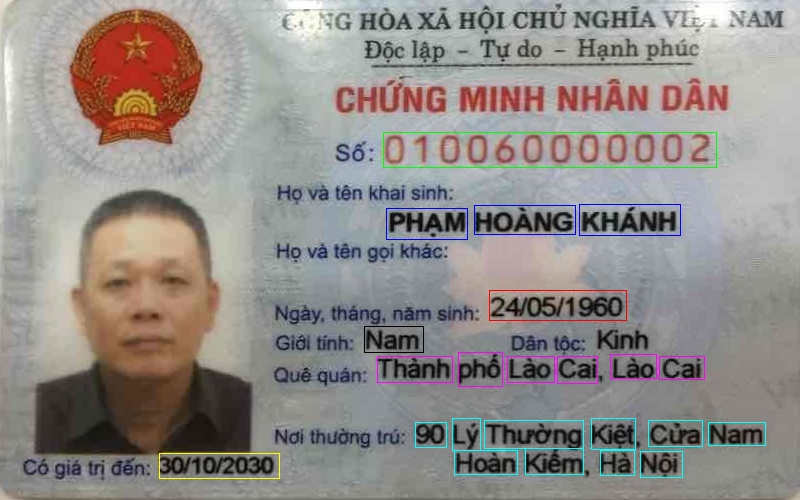 CỘNG HÒA XÃ HỘI CHỦ NGHĨA VIỆT NAM
Độc lập - Tự do - Hạnh phúc
CHỨNG MINH NHÂN DÂN
Số: 010060000002
Họ và tên khai sinh:
PHẠM HOÀNG KHÁNH
Họ và tên gọi khác:
Ngày, tháng, năm sinh: 24/05/1960
Giới tính: Nam Dân tộc: Kinh
Quê quán: Thành phố Lào Cai, Lào Cai
Nơi thường trú: 90 Lý Thường Kiệt, Cửa Nam
Hoàn Kiếm, Hà Nội
Có giá trị đến: 30/10/2030
VIỆT NAM